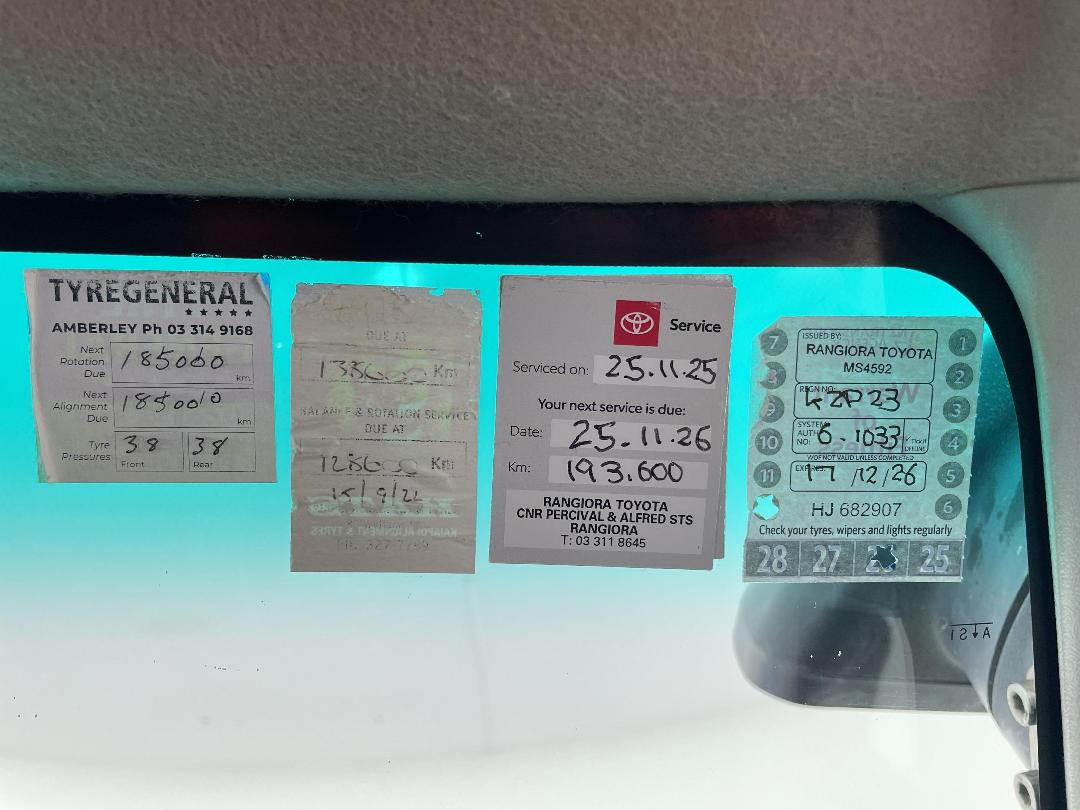 TYREGENERAL
AMBERLEY Ph 03 314 9168
Next Rotation Due 185000 km
Next Alignment Due 185000 km
Tyre Pressures 38 Front 38 Rear
DUE AT
Km
BALANCE & ROTATION SERVICE
DUE AT
Km
15/9/21
KAIAPOI ALIGNMENT & TYRES
Service
Serviced on: 25.11.25
Your next service is due:
Date: 25.11.26
Km: 193.600
RANGIORA TOYOTA
CNR PERCIVAL & ALFRED STS
RANGIORA
T: 03 311 8645
ISSUED BY:
RANGIORA TOYOTA
MS4592
REGN NO: KZP23
SYSTEM AUTH NO: 6-1033
WOF NOT VALID UNLESS COMPLETED
EXPIRES: 17/12/26
HJ 682907
Check your tyres, wipers and lights regularly
7 1
8 2
9 3
10 4
11 5
6
28 27 25